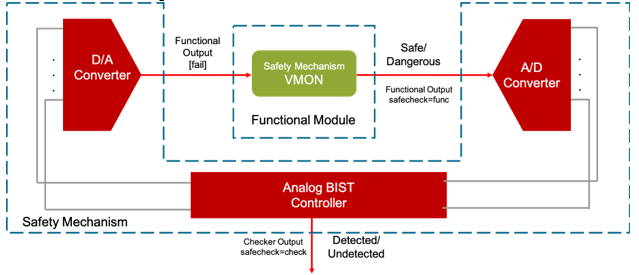 D/A
Converter
Functional
Output
[fail]
Safety Mechanism
VMON
Functional Module
Safe/
Dangerous
Functional Output
safecheck=func
A/D
Converter
Analog BIST
Controller
Safety Mechanism
Checker Output
safecheck=check
Detected/
Undetected